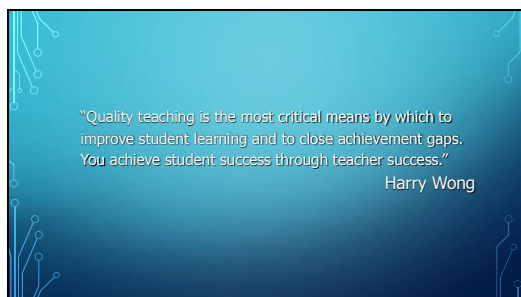 “Quality teaching is the most critical means by which to
improve student learning and to close achievement gaps.
You achieve student success through teacher success.”
Harry Wong